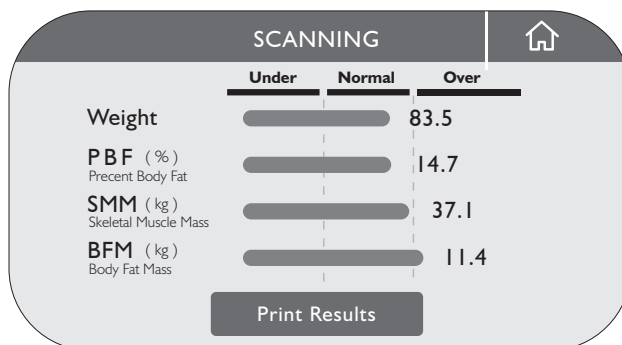 SCANNING
Under Normal Over
Weight 83.5
PBF (%) 14.7
Precent Body Fat
SMM (kg) 37.1
Skeletal Muscle Mass
BFM (kg) 11.4
Body Fat Mass
Print Results